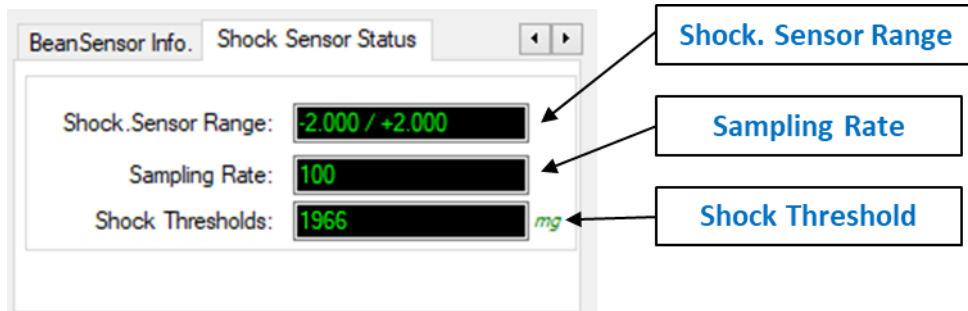 BeanSensor Info.
Shock Sensor Status
Shock.Sensor Range:
-2.000 / +2.000
Shock. Sensor Range
Sampling Rate:
100
Sampling Rate
Shock Thresholds:
1966
mg
Shock Threshold